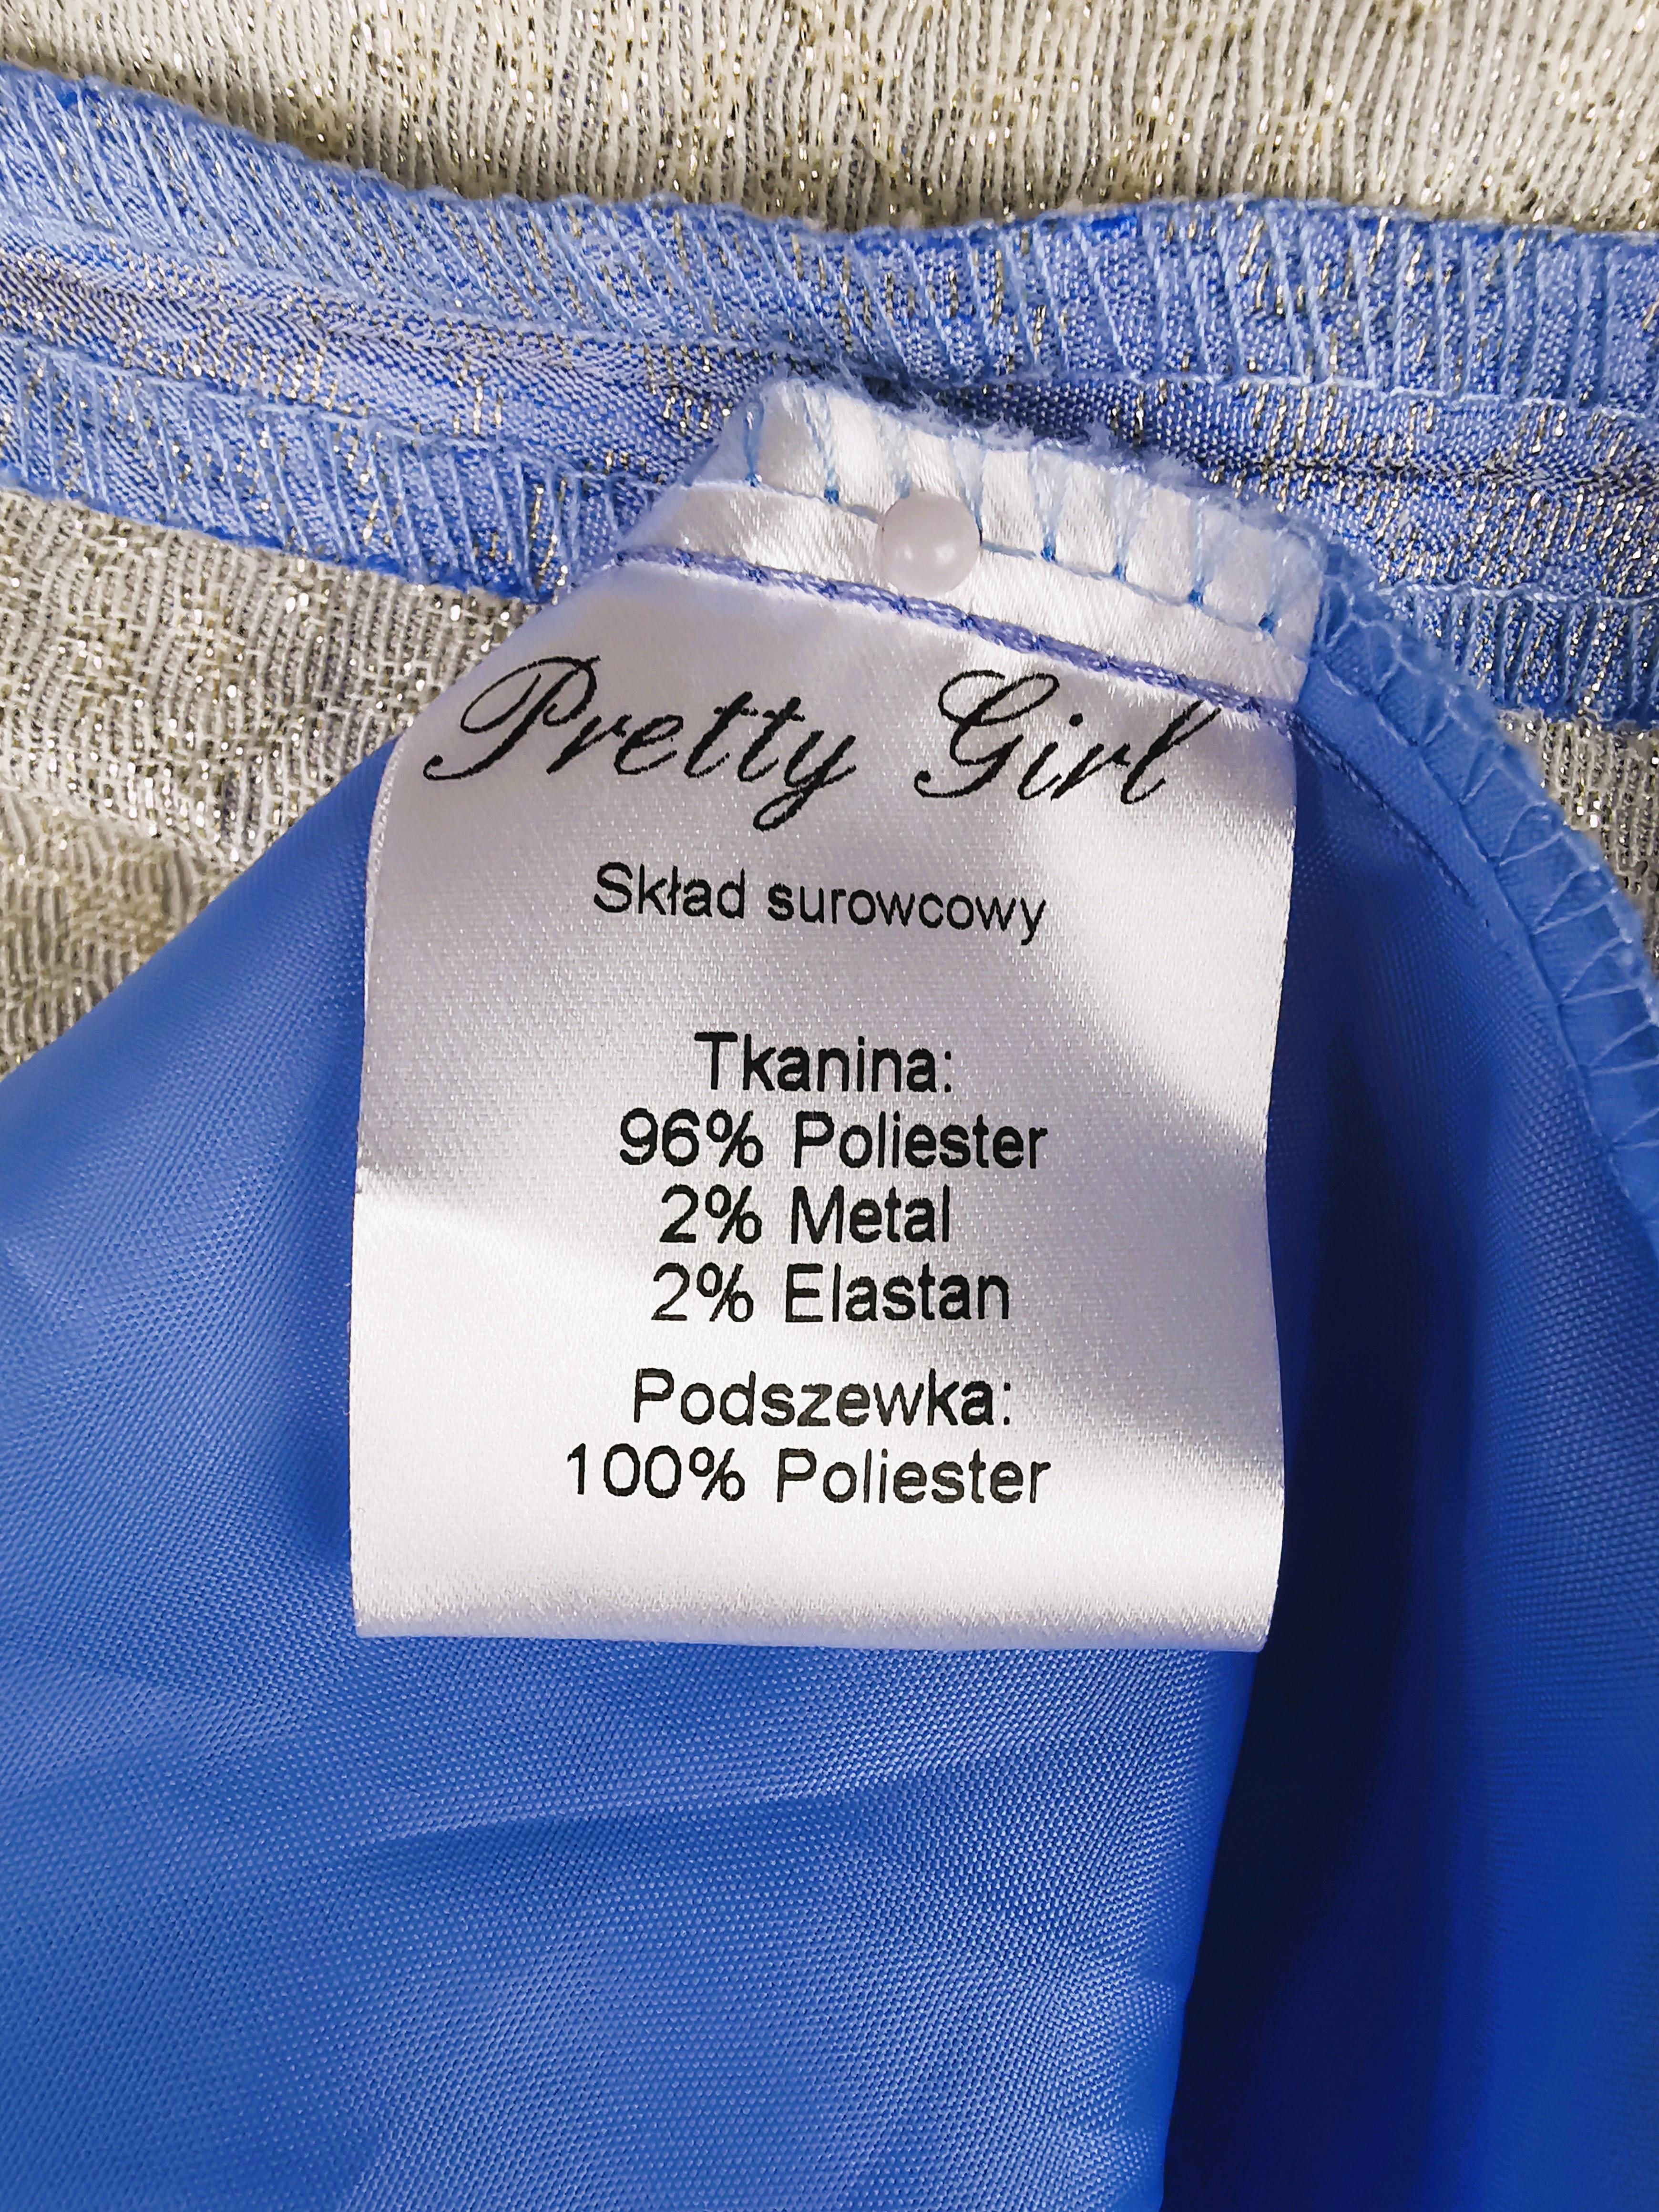 Pretty Girl
Skład surowcowy
Tkanina:
96% Poliester
2% Metal
2% Elastan
Podszewka:
100% Poliester